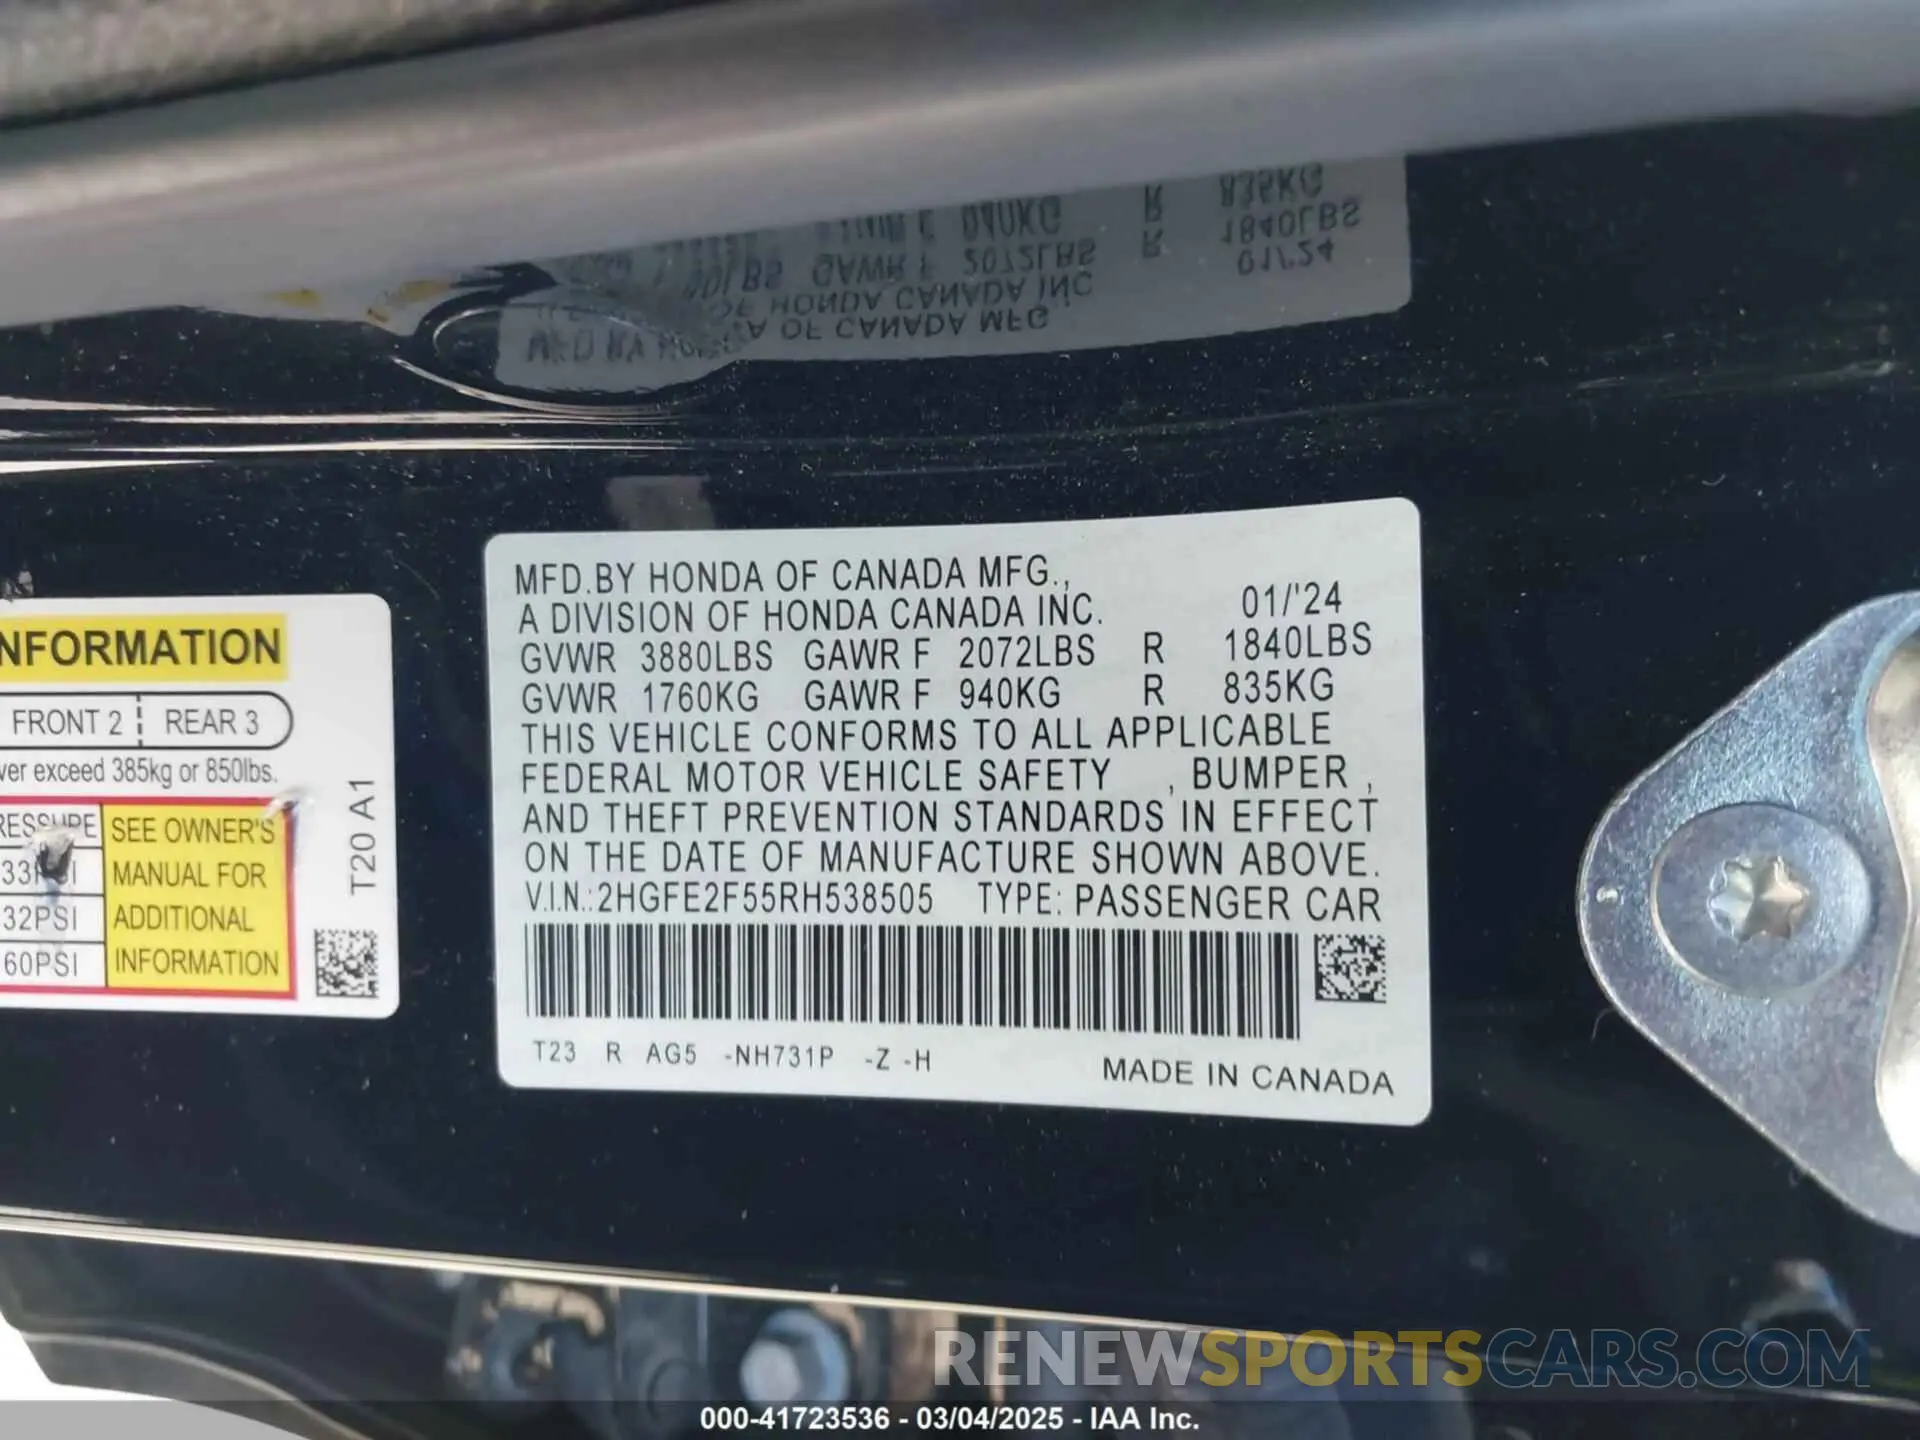 MFD.BY HONDA OF CANADA MFG.,
A DIVISION OF HONDA CANADA INC. 01/'24
GVWR 3880LBS GAWR F 2072LBS R 1840LBS
GVWR 1760KG GAWR F 940KG R 835KG
THIS VEHICLE CONFORMS TO ALL APPLICABLE
FEDERAL MOTOR VEHICLE SAFETY , BUMPER ,
AND THEFT PREVENTION STANDARDS IN EFFECT
ON THE DATE OF MANUFACTURE SHOWN ABOVE.
V.I.N.:2HGFE2F55RH538505 TYPE: PASSENGER CAR
T23 R AG5 -NH731P -Z -H
MADE IN CANADA
NFORMATION
FRONT 2 REAR 3
ver exceed 385kg or 850lbs.
RESSURE
33PSI
32PSI
60PSI
SEE OWNER'S
MANUAL FOR
ADDITIONAL
INFORMATION
T20 A1
RENEWSPORTSCARS.COM
000-41723536 - 03/04/2025 - IAA Inc.